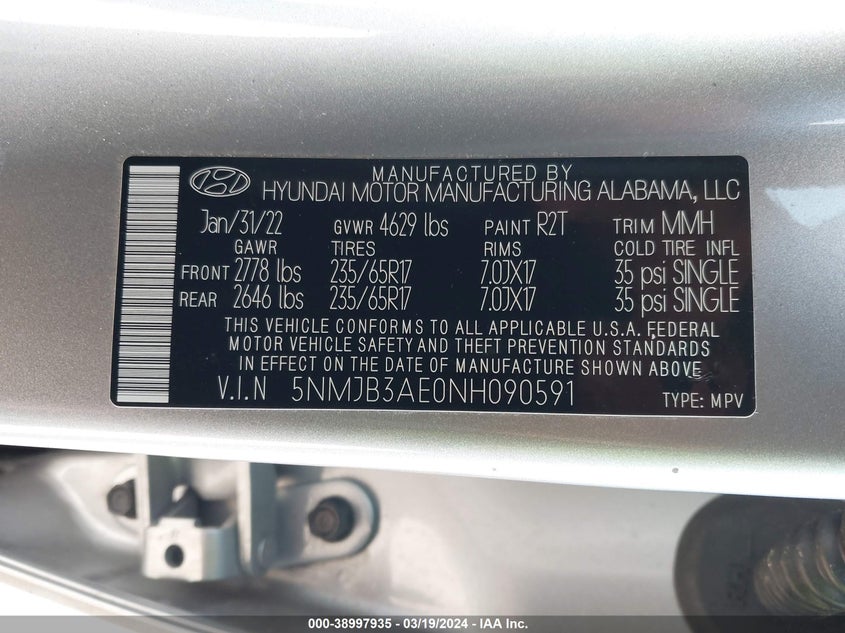 MANUFACTURED BY
HYUNDAI MOTOR MANUFACTURING ALABAMA, LLC
Jan/31/22 GVWR 4629 lbs PAINT R2T TRIM MMH
GAWR TIRES RIMS COLD TIRE INFL
FRONT 2778 lbs 235/65R17 7.0JX17 35 psi SINGLE
REAR 2646 lbs 235/65R17 7.0JX17 35 psi SINGLE
THIS VEHICLE CONFORMS TO ALL APPLICABLE U.S.A. FEDERAL
MOTOR VEHICLE SAFETY AND THEFT PREVENTION STANDARDS
IN EFFECT ON THE DATE OF MANUFACTURE SHOWN ABOVE
V.I.N 5NMJB3AE0NH090591 TYPE: MPV
000-38997935 - 03/19/2024 - IAA Inc.